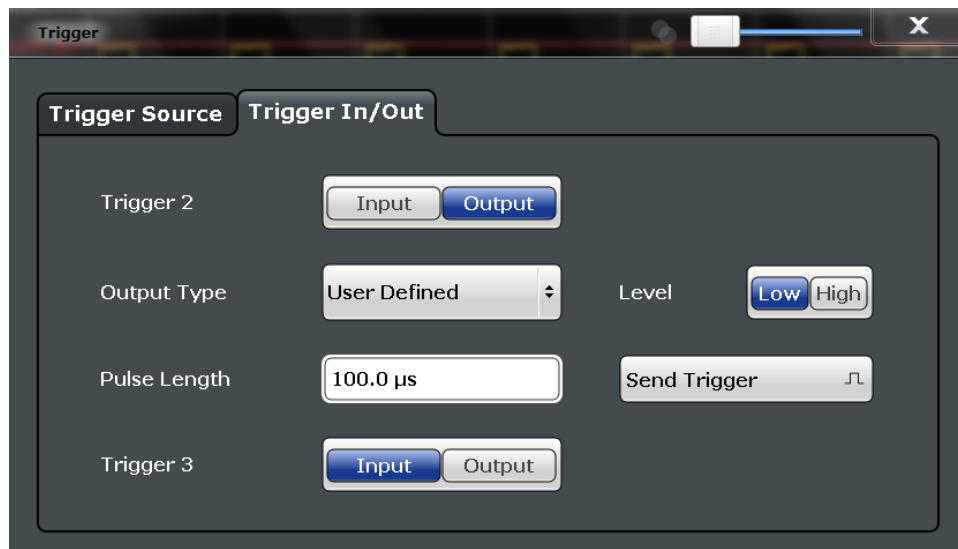 Trigger
X
Trigger Source
Trigger In/Out
Trigger 2
Input
Output
Output Type
User Defined
Level
Low
High
Pulse Length
100.0 µs
Send Trigger
Trigger 3
Input
Output